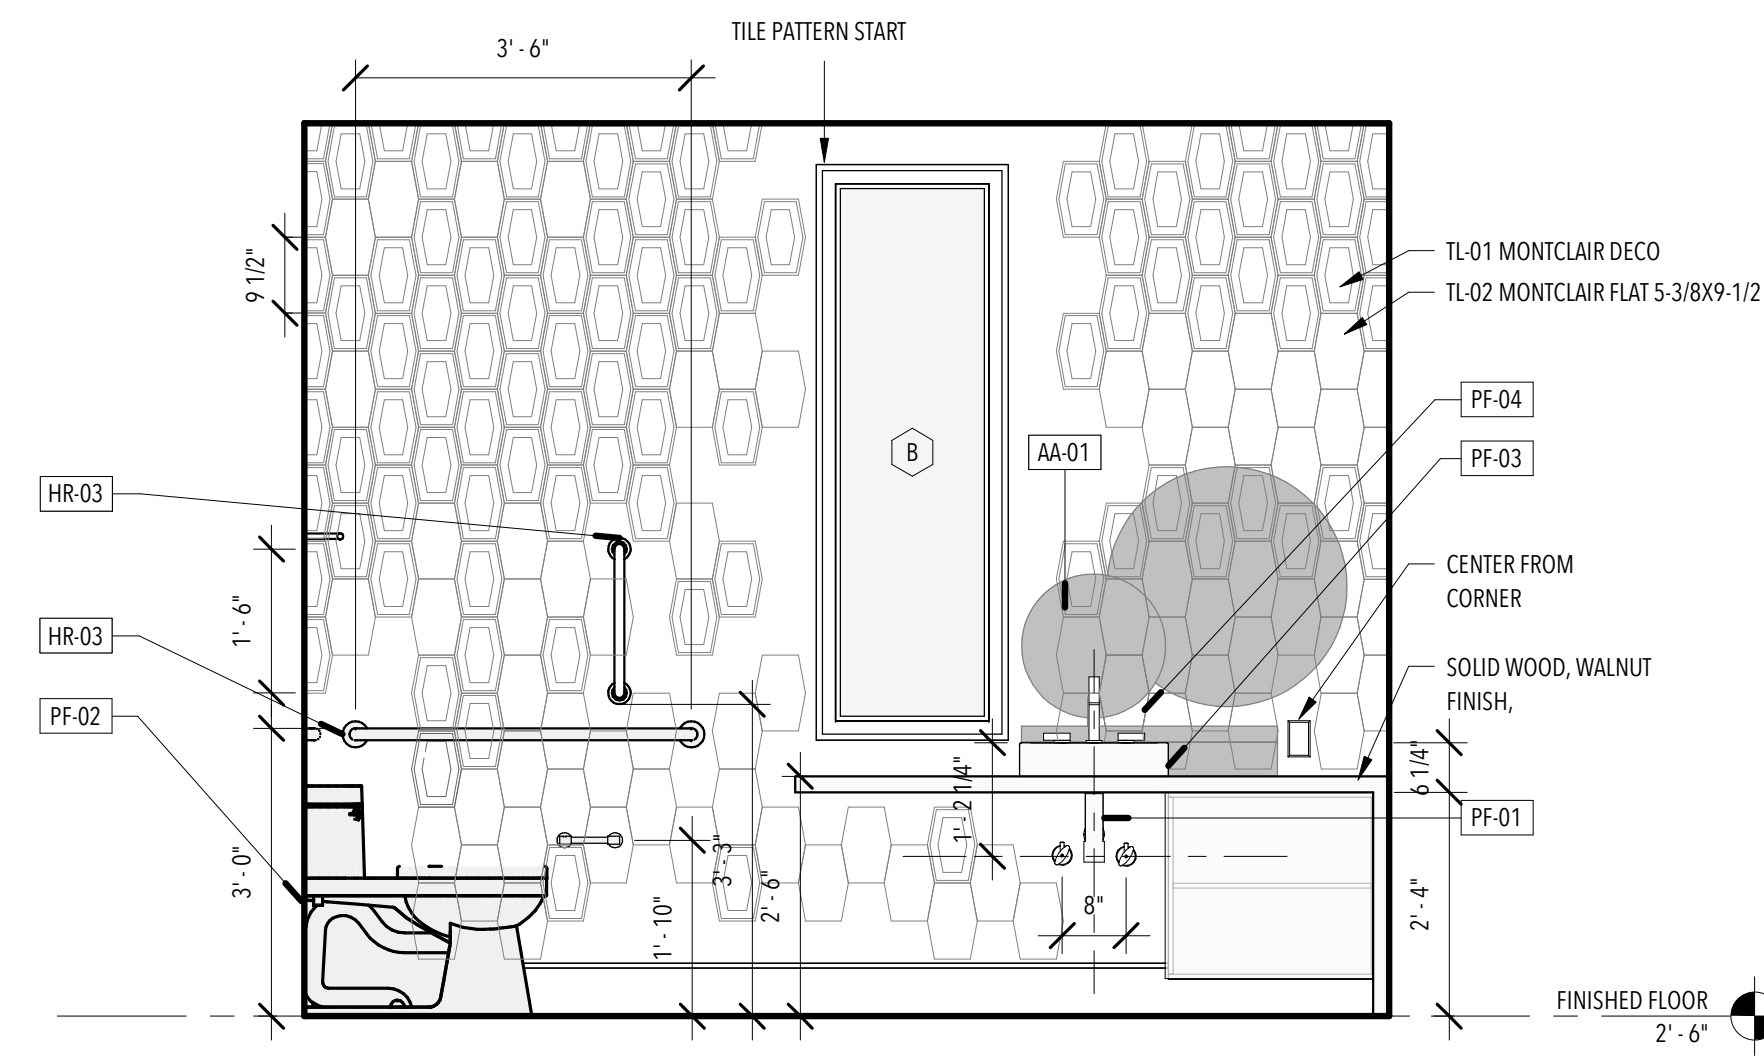 TILE PATTERN START
3' - 6"
9 1/2"
TL-01 MONTCLAIR DECO
TL-02 MONTCLAIR FLAT 5-3/8X9-1/2
PF-04
B
AA-01
PF-03
HR-03
CENTER FROM
CORNER
1' - 6"
HR-03
SOLID WOOD, WALNUT
FINISH,
PF-02
6 1/4"
1' - 2 1/4"
PF-01
3' - 0"
3' - 3"
2' - 6"
1' - 10"
8"
2' - 4"
FINISHED FLOOR
2' - 6"